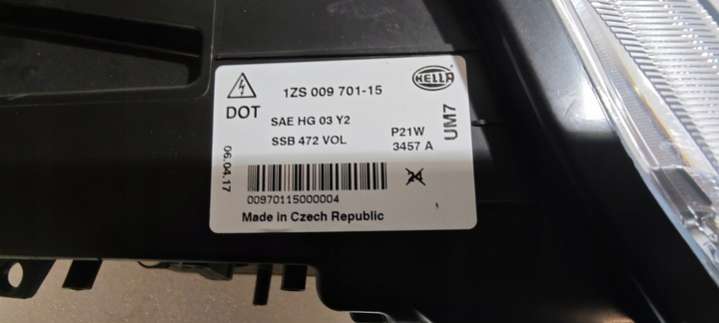 1ZS 009 701-15
HELLA
DOT
SAE HG 03 Y2
SSB 472 VOL
P21W
3457 A
UM7
06.04.17
00970115000004
Made in Czech Republic